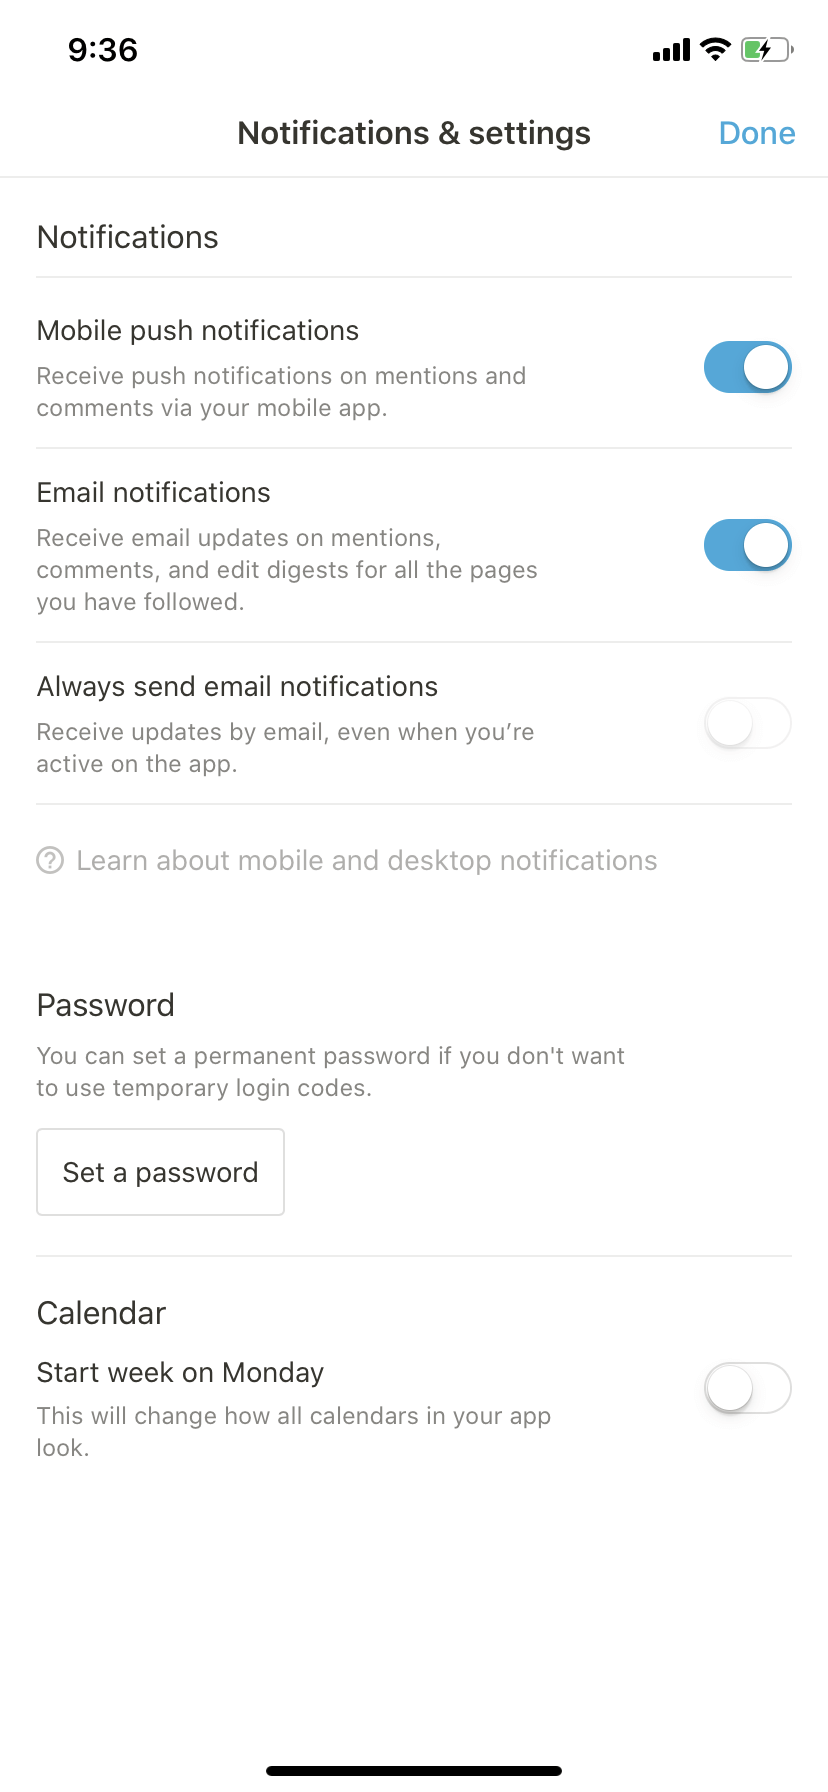 9:36
Notifications & settings
Done
Notifications
Mobile push notifications
Receive push notifications on mentions and
comments via your mobile app.
Email notifications
Receive email updates on mentions,
comments, and edit digests for all the pages
you have followed.
Always send email notifications
Receive updates by email, even when you’re
active on the app.
Learn about mobile and desktop notifications
Password
You can set a permanent password if you don't want
to use temporary login codes.
Set a password
Calendar
Start week on Monday
This will change how all calendars in your app
look.